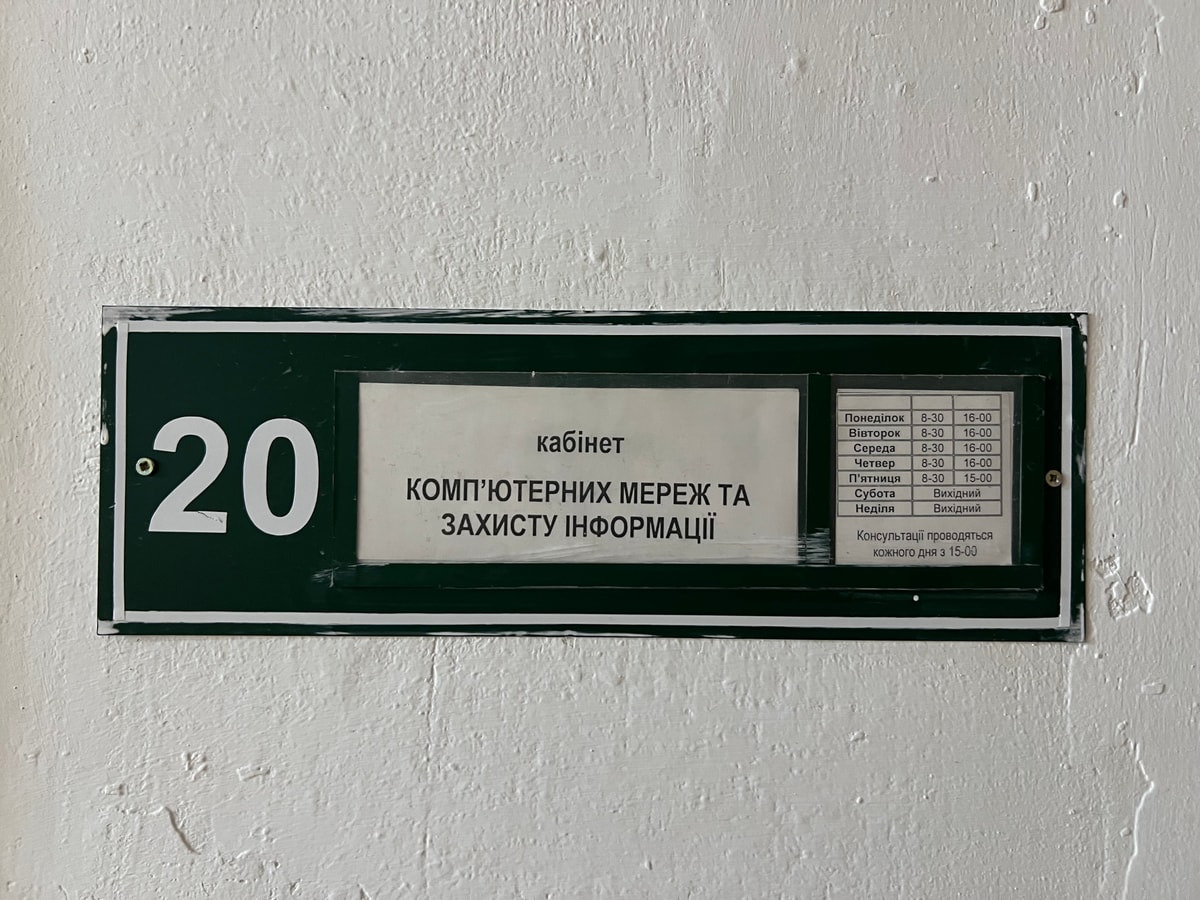 20
кабінет
КОМП'ЮТЕРНИХ МЕРЕЖ ТА
ЗАХИСТУ ІНФОРМАЦІЇ
Понеділок 8-30 16-00
Вівторок 8-30 16-00
Середа 8-30 16-00
Четвер 8-30 16-00
П'ятниця 8-30 15-00
Субота Вихідний
Неділя Вихідний
Консультації проводяться
кожного дня з 15-00